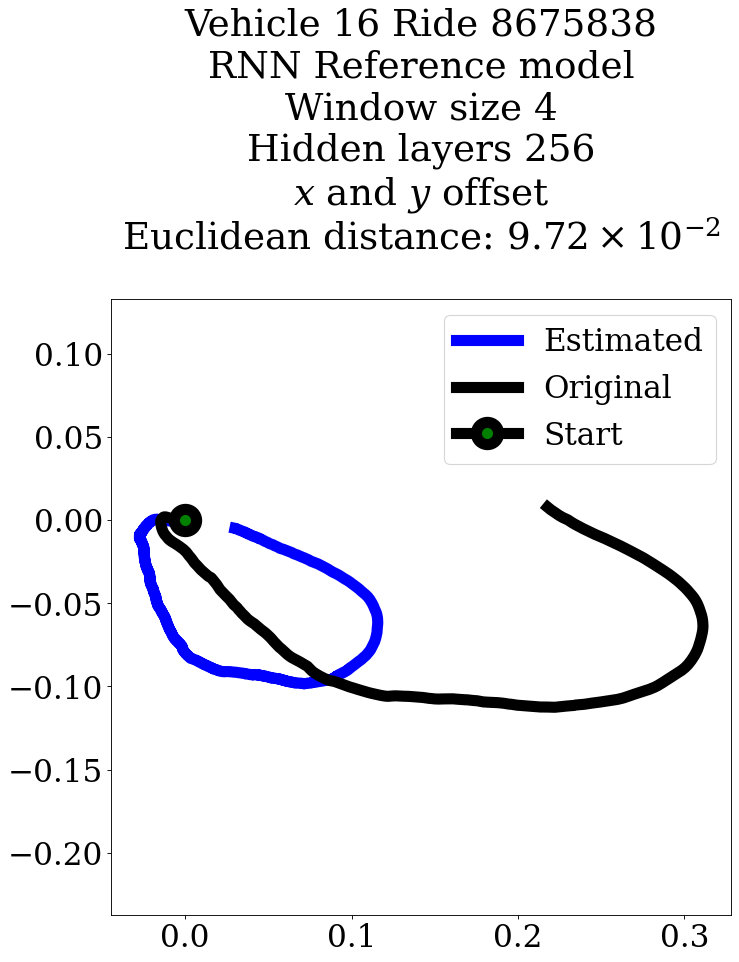 Vehicle 16 Ride 8675838
RNN Reference model
Window size 4
Hidden layers 256
x and y offset
Euclidean distance: 9.72 × 10⁻²
Estimated
Original
Start
0.10
0.05
0.00
−0.05
−0.10
−0.15
−0.20
0.0 0.1 0.2 0.3